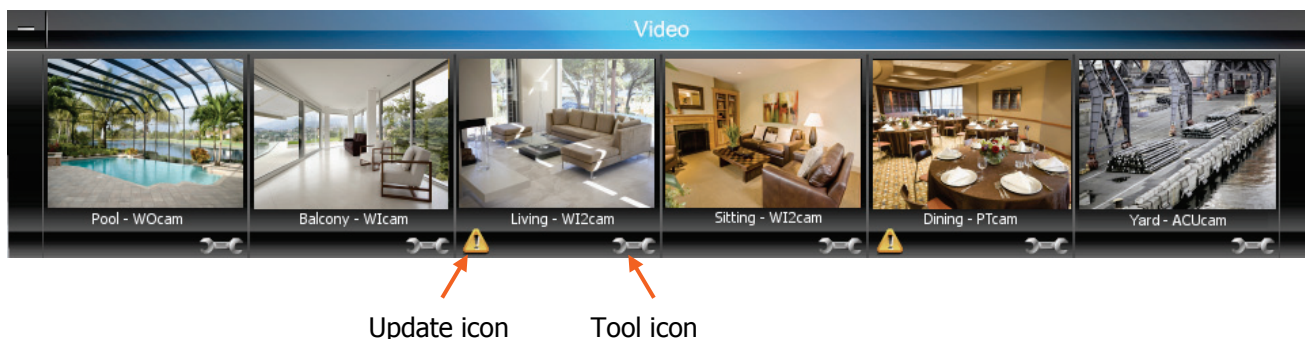 Video
Pool - WOcam
Balcony - WIcam
Living - WI2cam
Sitting - WI2cam
Dining - PTcam
Yard - ACUcam
Update icon
Tool icon